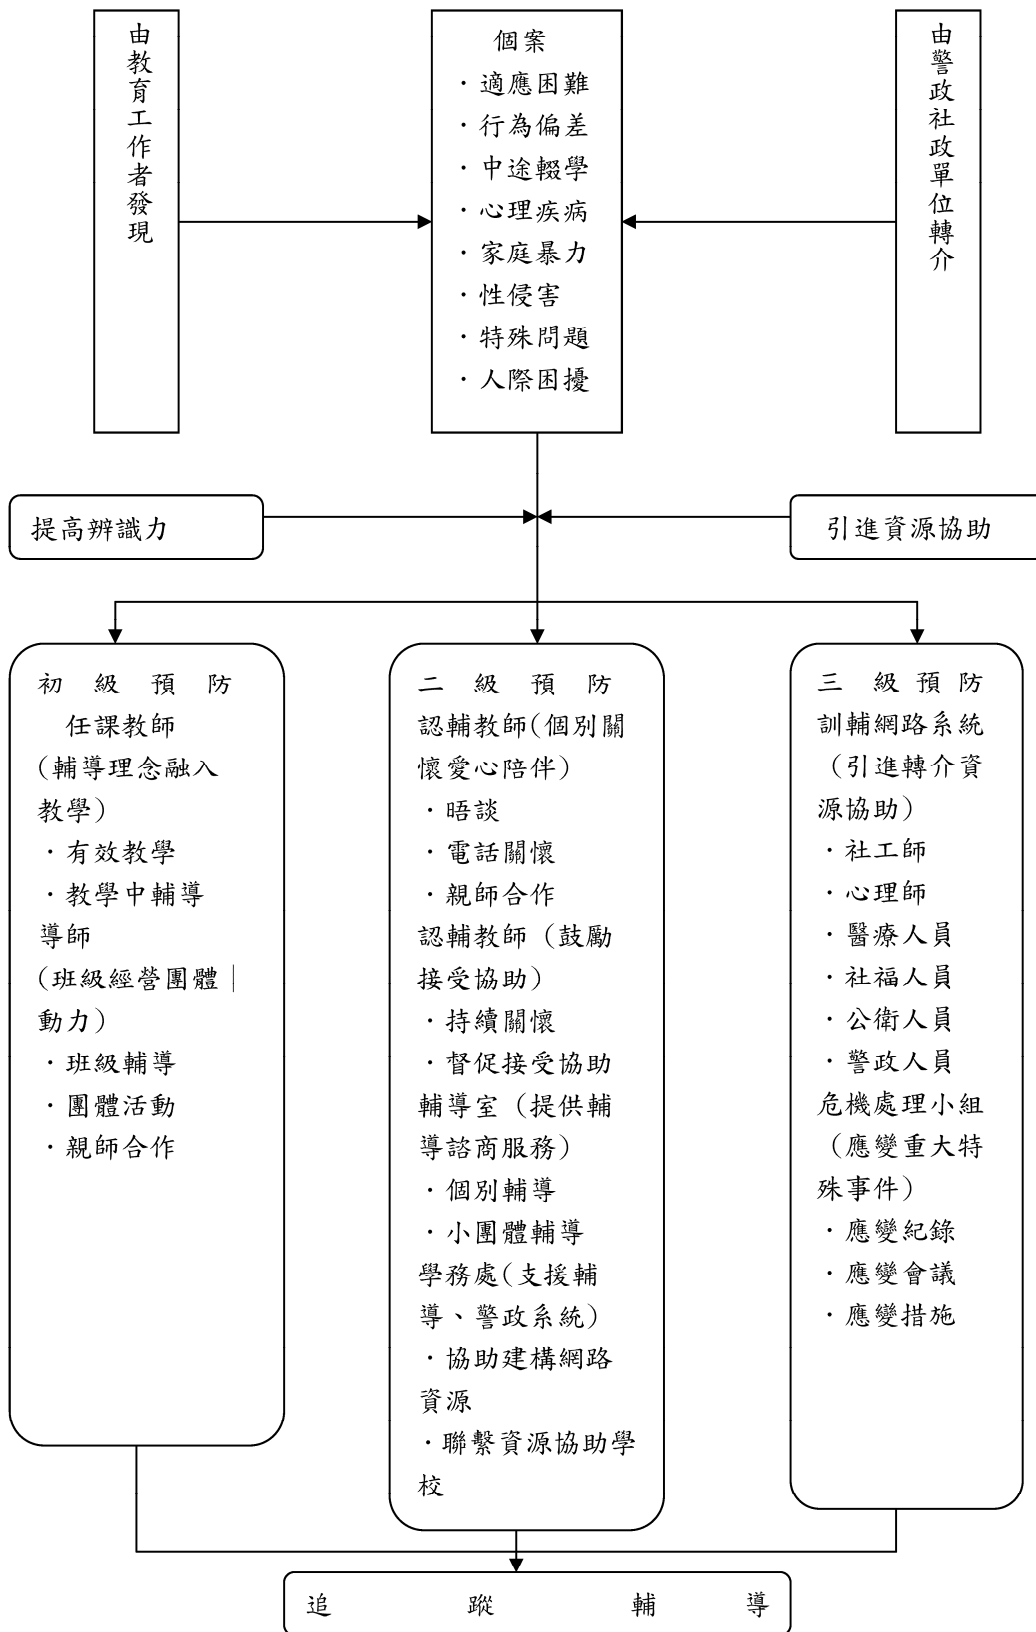 由教育工作者發現
個案
・適應困難
・行為偏差
・中途輟學
・心理疾病
・家庭暴力
・性侵害
・特殊問題
・人際困擾
由警政社政單位轉介
提高辨識力
引進資源協助
初級預防
任課教師
(輔導理念融入
教學)
・有效教學
・教學中輔導
導師
(班級經營團體｜
動力)
・班級輔導
・團體活動
・親師合作
二級預防
認輔教師(個別關
懷愛心陪伴)
・晤談
・電話關懷
・親師合作
認輔教師（鼓勵
接受協助）
・持續關懷
・督促接受協助
輔導室（提供輔
導諮商服務）
・個別輔導
・小團體輔導
學務處(支援輔
導、警政系統)
・協助建構網路
資源
・聯繫資源協助學
校
三級預防
訓輔網路系統
（引進轉介資
源協助）
・社工師
・心理師
・醫療人員
・社福人員
・公衛人員
・警政人員
危機處理小組
（應變重大特
殊事件）
・應變紀錄
・應變會議
・應變措施
追蹤輔導